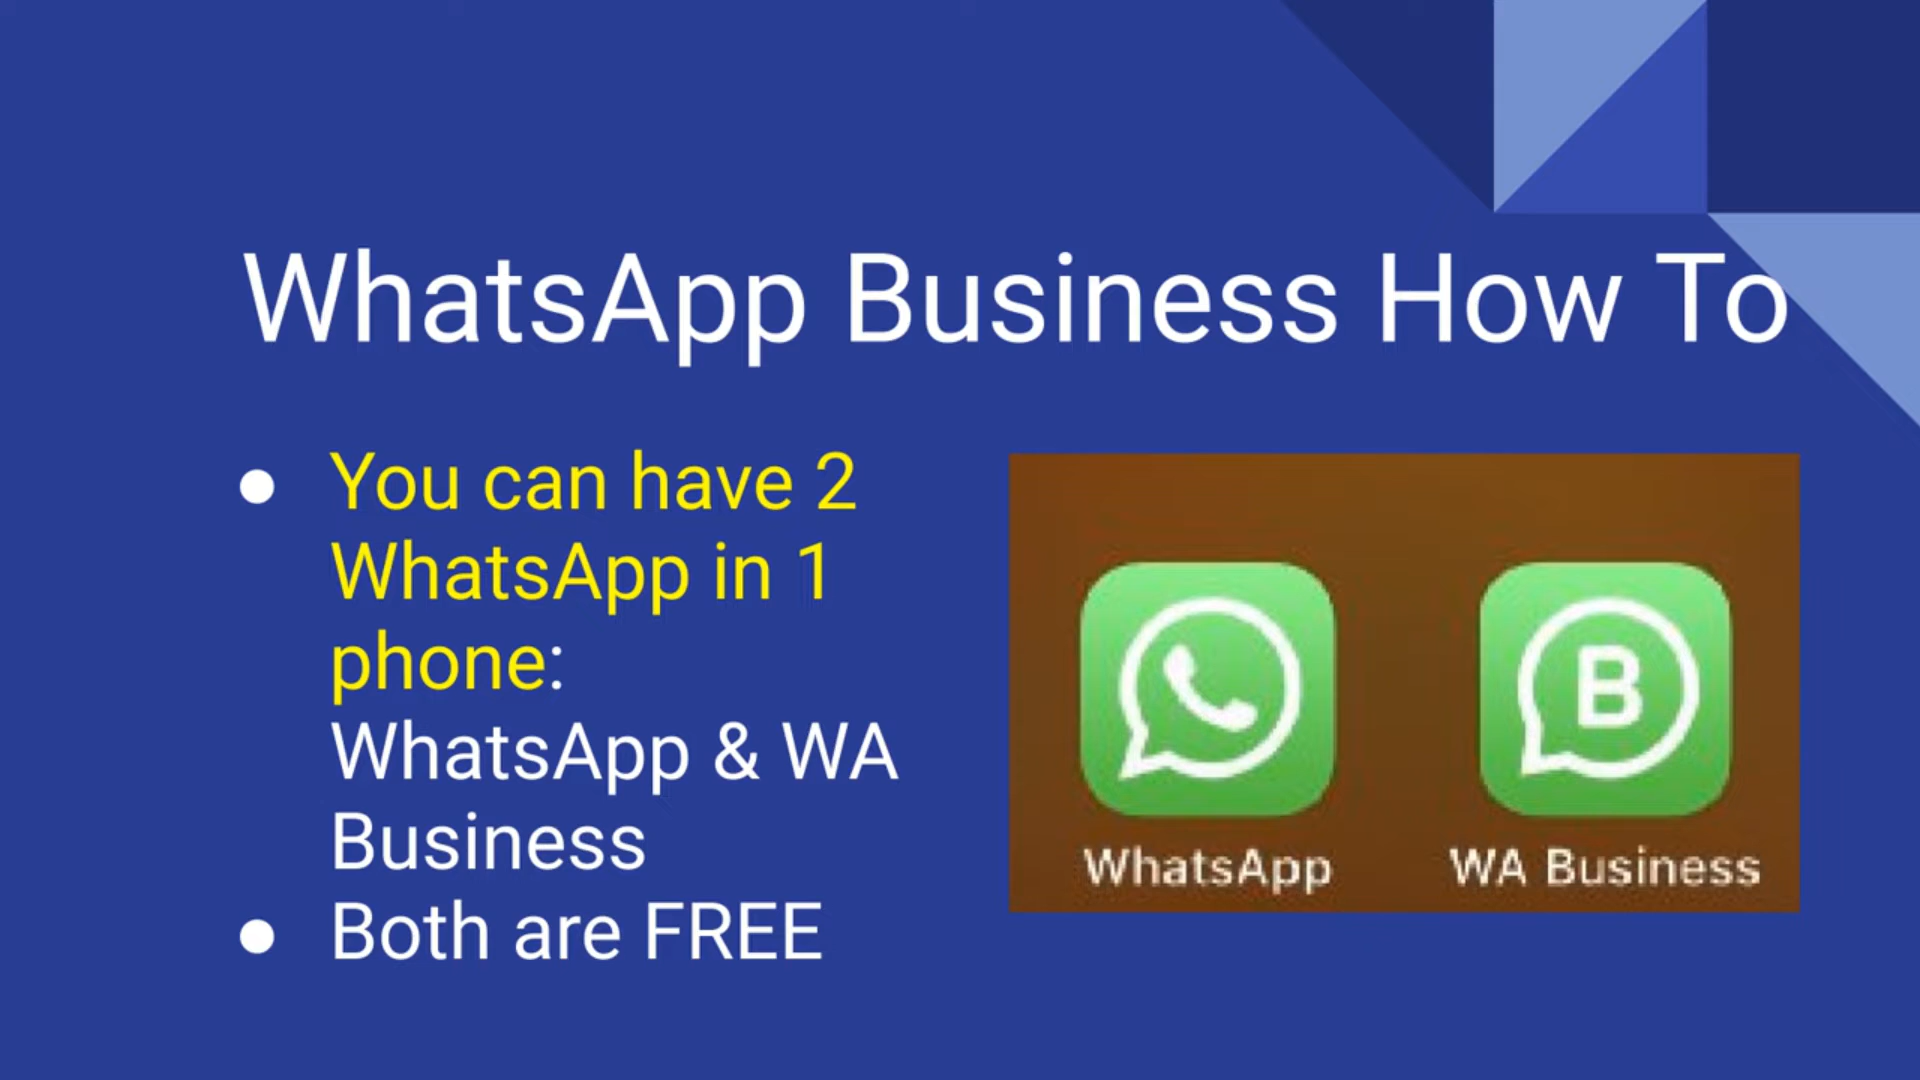 WhatsApp Business How To
● You can have 2
WhatsApp in 1
phone:
WhatsApp & WA
Business
● Both are FREE
B
WhatsApp
WA Business